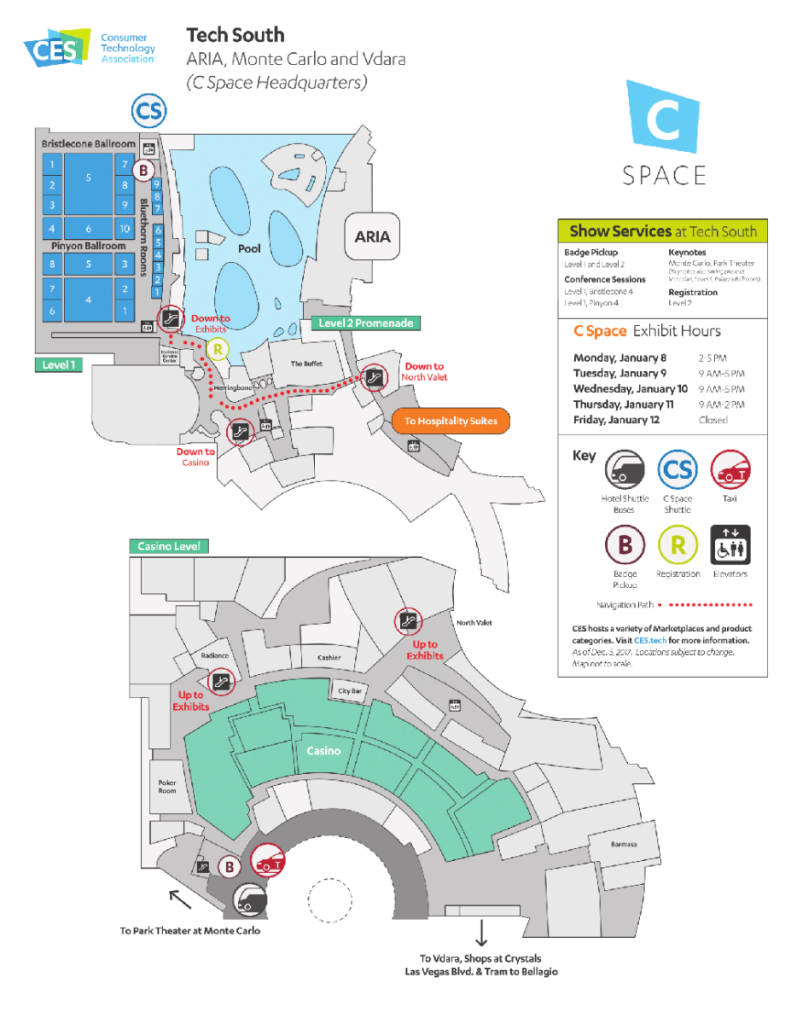 CES
Consumer
Technology
Association
Tech South
ARIA, Monte Carlo and Vdara
(C Space Headquarters)
C
SPACE
CS
Bristlecone Ballroom
B
1
2
3
4
5
6
7
8
9
10
Pinyon Ballroom
8
7
6
5
4
3
2
1
Bluethorn Rooms
9
8
7
6
5
4
3
2
1
Pool
ARIA
Down to
Exhibits
R
Level 2 Promenade
Level 1
Business
Service
Center
Herringbone
The Buffet
Down to
North Valet
To Hospitality Suites
Down to
Casino
Show Services at Tech South
Badge Pickup
Level 1 and Level 2
Conference Sessions
Level 1, Bristlecone 4
Level 1, Pinyon 4
Keynotes
Monte Carlo, Park Theater
Registration
Level 2
C Space Exhibit Hours
Monday, January 8 2-5 PM
Tuesday, January 9 9 AM-5 PM
Wednesday, January 10 9 AM-5 PM
Thursday, January 11 9 AM-2 PM
Friday, January 12 Closed
Key
Hotel Shuttle
Buses
CS
C Space
Shuttle
T
Taxi
B
Badge
Pickup
R
Registration
Elevators
Navigation Path
CES hosts a variety of Marketplaces and product
categories. Visit CES.tech for more information.
As of Dec. 5, 2017. Locations subject to change.
Map not to scale.
Casino Level
North Valet
Up to
Exhibits
Radiance
Cashier
Up to
Exhibits
City Bar
Casino
Poker
Room
Barmasa
B
T
To Park Theater at Monte Carlo
To Vdara, Shops at Crystals
Las Vegas Blvd. & Tram to Bellagio